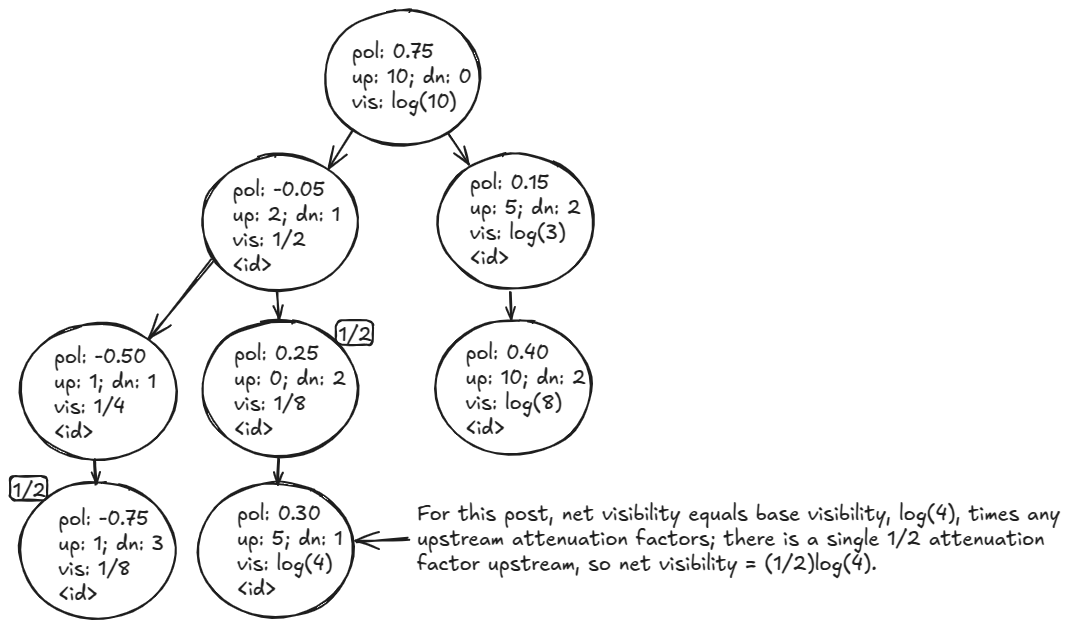 pol: 0.75
up: 10; dn: 0
vis: log(10)
pol: -0.05
up: 2; dn: 1
vis: 1/2
<id>
pol: 0.15
up: 5; dn: 2
vis: log(3)
<id>
pol: -0.50
up: 1; dn: 1
vis: 1/4
<id>
1/2
pol: 0.25
up: 0; dn: 2
vis: 1/8
<id>
pol: 0.40
up: 10; dn: 2
vis: log(8)
<id>
1/2
pol: -0.75
up: 1; dn: 3
vis: 1/8
<id>
pol: 0.30
up: 5; dn: 1
vis: log(4)
<id>
For this post, net visibility equals base visibility, log(4), times any
upstream attenuation factors; there is a single 1/2 attenuation
factor upstream, so net visibility = (1/2)log(4).